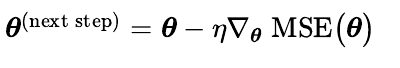 𝛉^(next step) = 𝛉 − η∇_𝛉 MSE(𝛉)